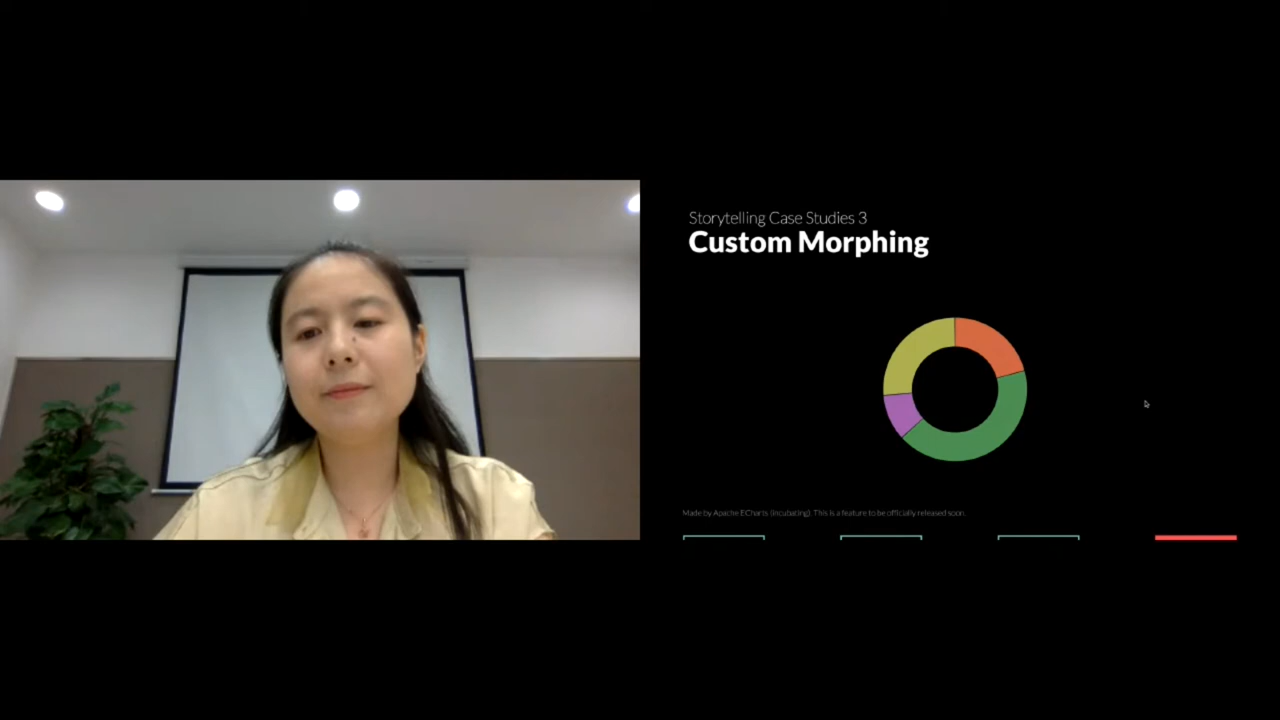 Storytelling Case Studies 3
Custom Morphing
Made by Apache ECharts (incubating). This is a feature to be officially released soon.